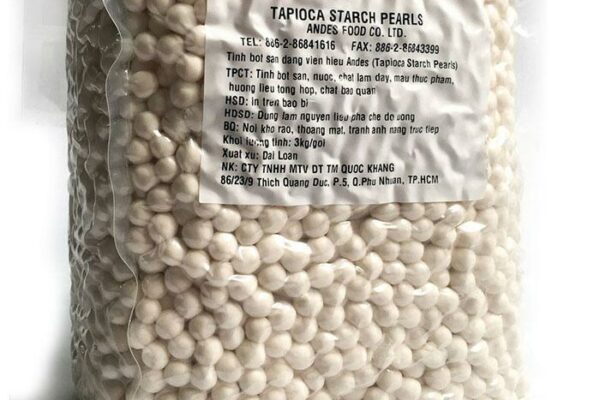 TAPIOCA STARCH PEARLS
ANDES FOOD CO. LTD.
TEL: 886-2-86841616 FAX: 886-2-86843399
Tinh bot san dang vien hieu Andes (Tapioca Starch Pearls)
TPCT: Tinh bot san, nuoc, chat lam day, mau thuc pham,
huong lieu tong hop, chat bao quan
HSD: in tren bao bi
HDSD: Dung lam nguyen lieu pha che do uong
BQ: Noi kho rao, thoang mat, tranh anh nang truc tiep
Khoi luong tinh: 3kg/goi
Xuat xu: Dai Loan
NK: CTY TNHH MTV DT TM QUOC KHANG
86/23/9 Thich Quang Duc, P.5, Q.Phu Nhuan, TP.HCM